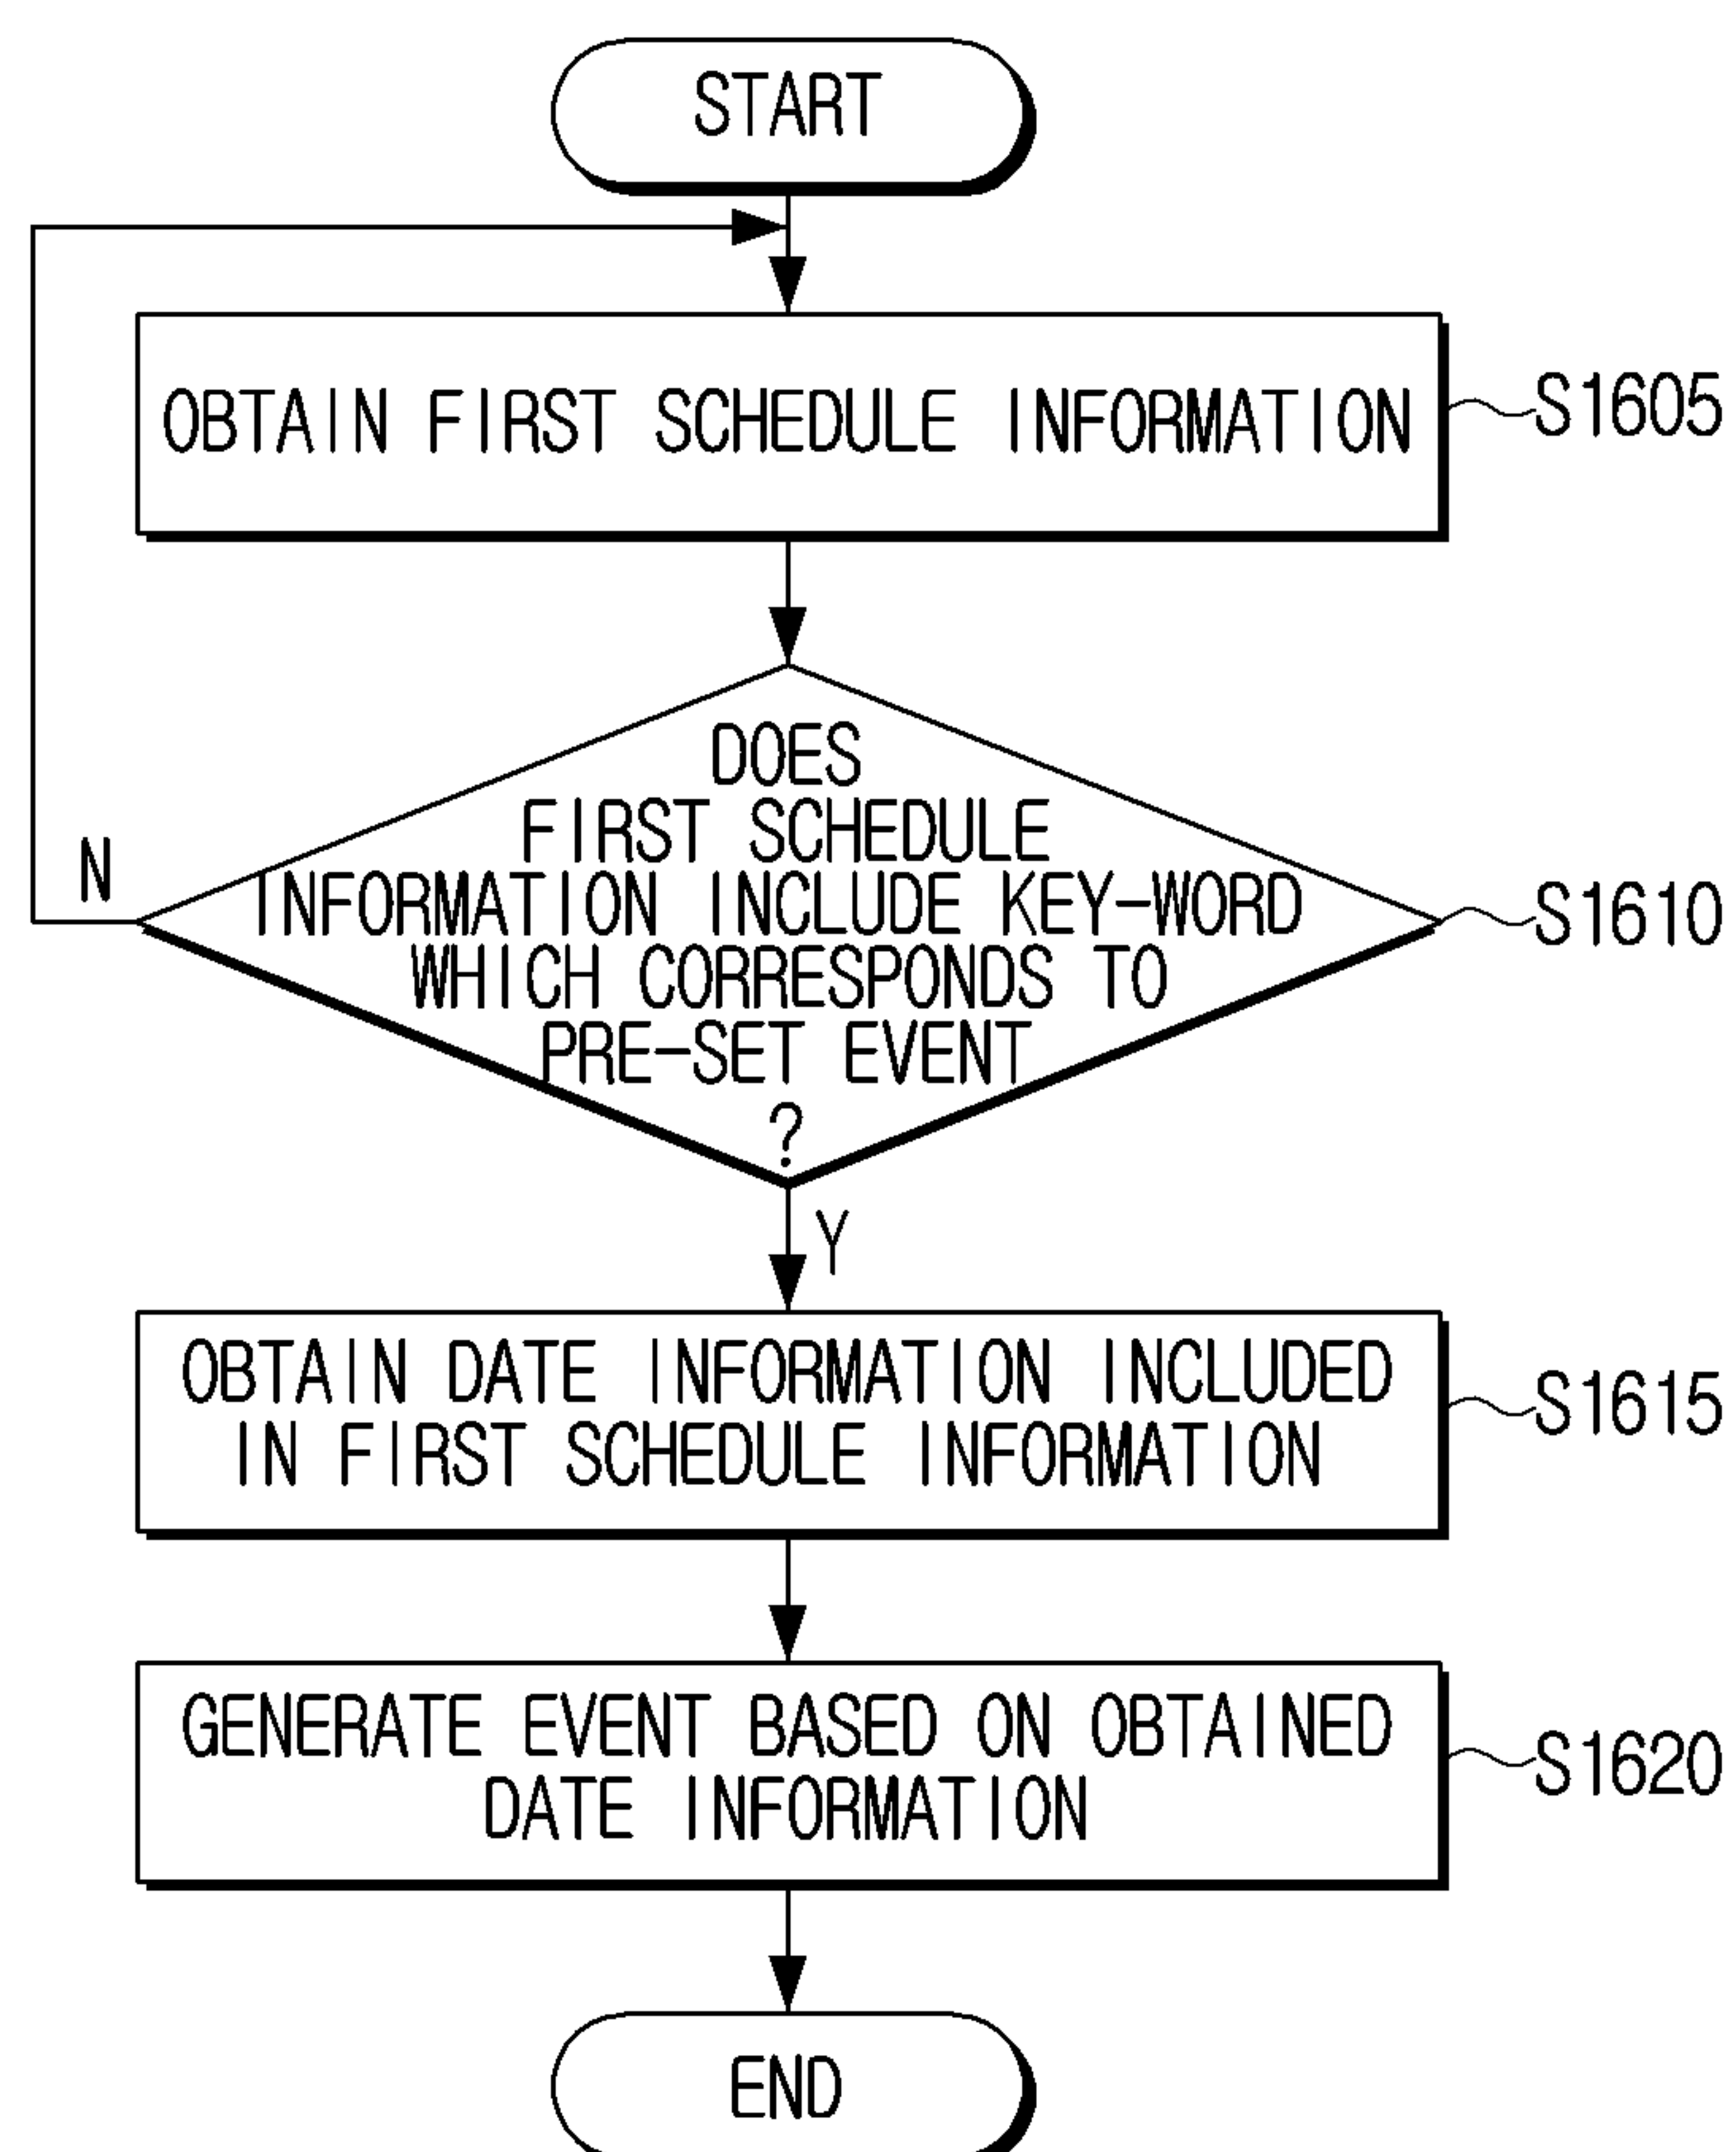 START
OBTAIN FIRST SCHEDULE INFORMATION
S1605
DOES
FIRST SCHEDULE
INFORMATION INCLUDE KEY-WORD
WHICH CORRESPONDS TO
PRE-SET EVENT
?
N
S1610
Y
OBTAIN DATE INFORMATION INCLUDED
IN FIRST SCHEDULE INFORMATION
S1615
GENERATE EVENT BASED ON OBTAINED
DATE INFORMATION
S1620
END